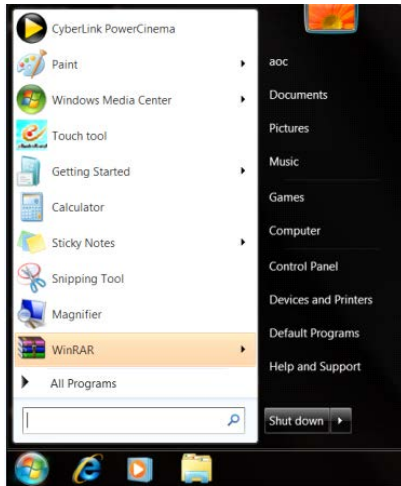 CyberLink PowerCinema
Paint
Windows Media Center
Touch tool
Getting Started
Calculator
Sticky Notes
Snipping Tool
Magnifier
WinRAR
All Programs
aoc
Documents
Pictures
Music
Games
Computer
Control Panel
Devices and Printers
Default Programs
Help and Support
Shut down